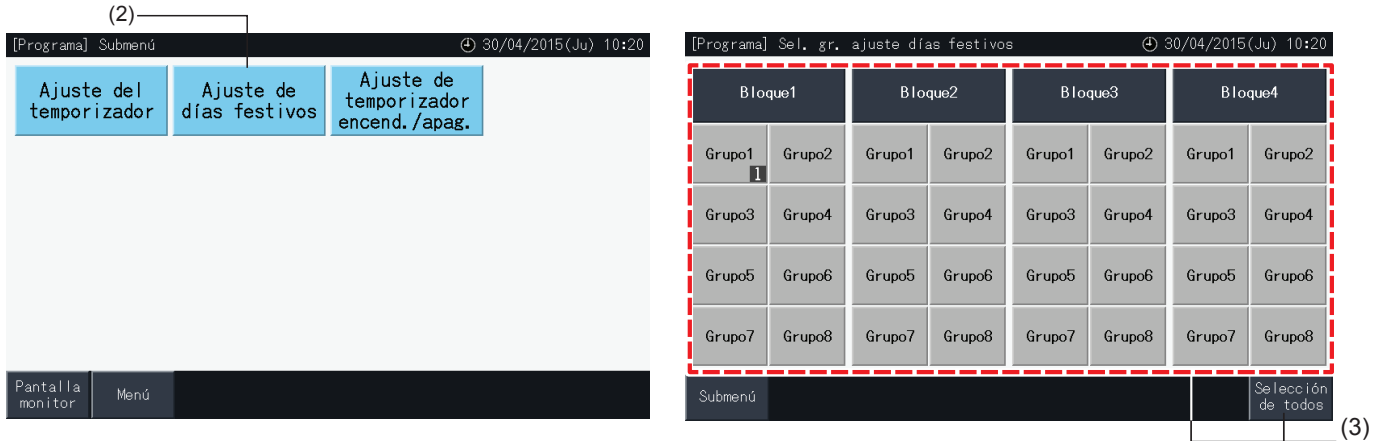 (2)
[Programa] Submenú 30/04/2015(Ju) 10:20
Ajuste del
temporizador
Ajuste de
días festivos
Ajuste de
temporizador
encend./apag.
Pantalla
monitor
Menú
[Programa] Sel. gr. ajuste días festivos 30/04/2015(Ju) 10:20
Bloque1 Bloque2 Bloque3 Bloque4
Grupo1 Grupo2 Grupo1 Grupo2 Grupo1 Grupo2 Grupo1 Grupo2
1
Grupo3 Grupo4 Grupo3 Grupo4 Grupo3 Grupo4 Grupo3 Grupo4
Grupo5 Grupo6 Grupo5 Grupo6 Grupo5 Grupo6 Grupo5 Grupo6
Grupo7 Grupo8 Grupo7 Grupo8 Grupo7 Grupo8 Grupo7 Grupo8
Submenú
Selección
de todos
(3)